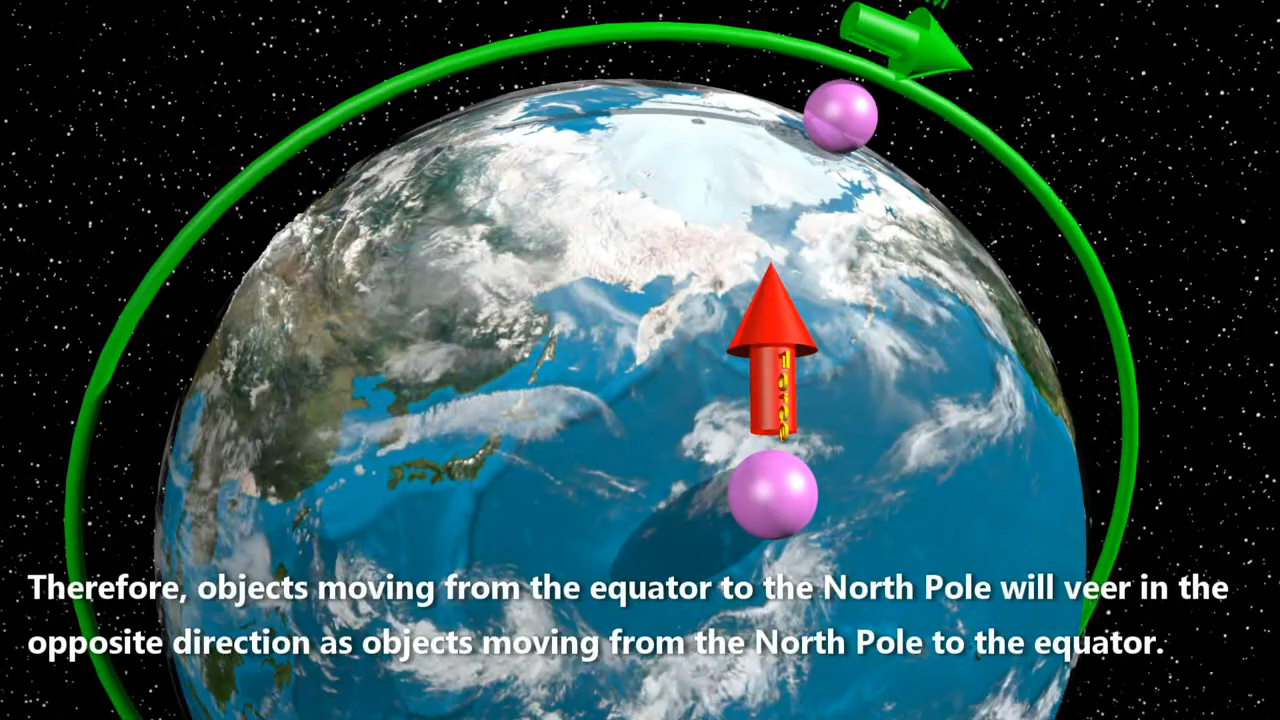 Therefore, objects moving from the equator to the North Pole will veer in the
opposite direction as objects moving from the North Pole to the equator.